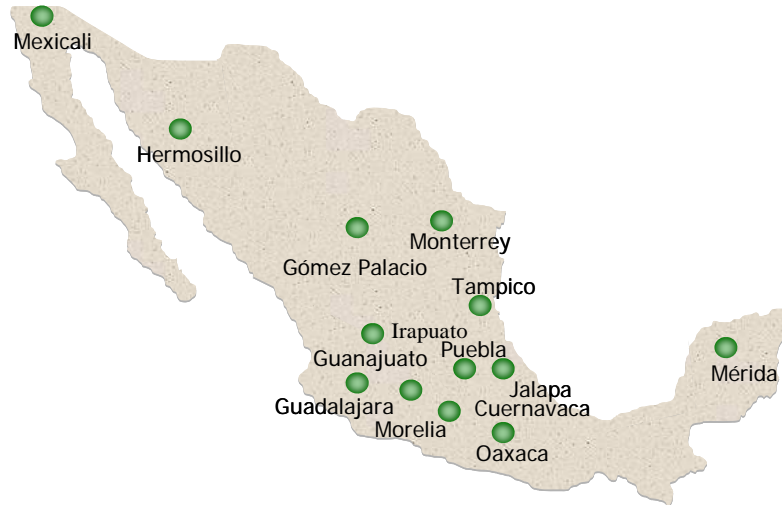 Mexicali
Hermosillo
Monterrey
Gómez Palacio
Tampico
Irapuato
Guanajuato
Puebla
Mérida
Jalapa
Guadalajara
Cuernavaca
Morelia
Oaxaca